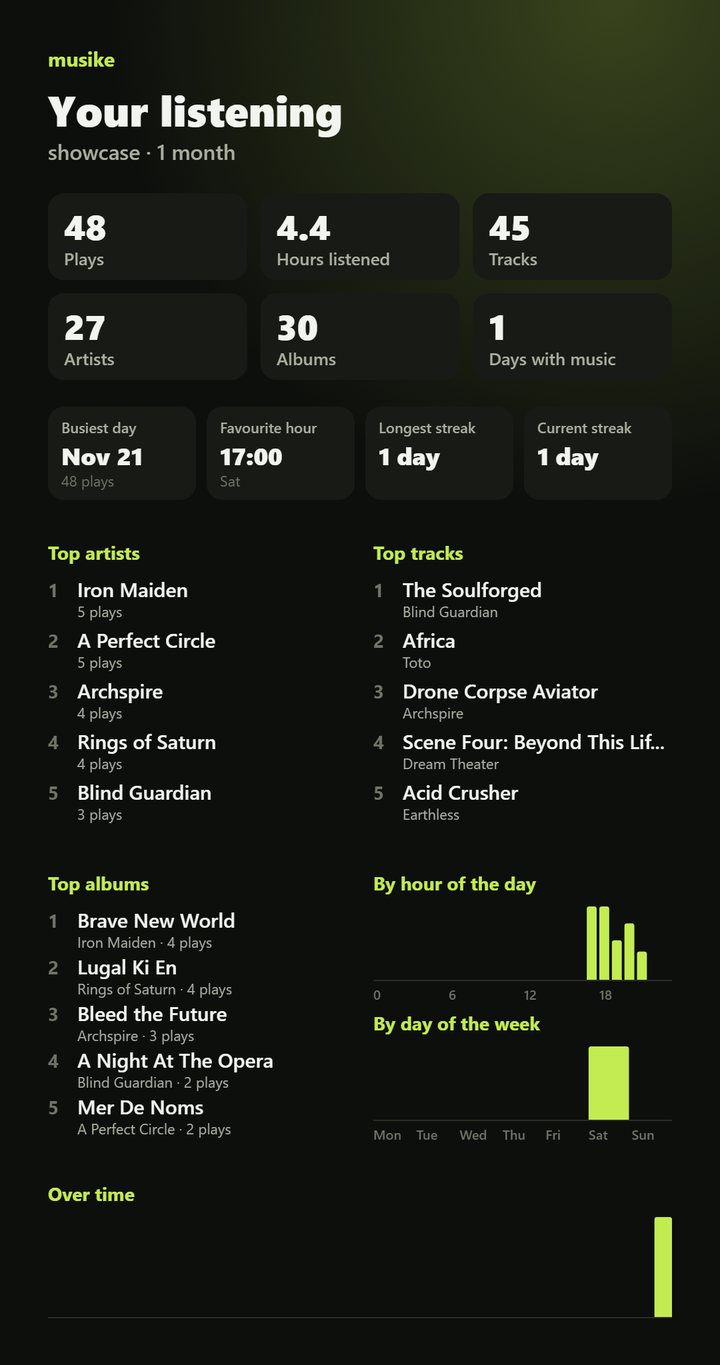 musike
Your listening
showcase · 1 month
48
Plays
4.4
Hours listened
45
Tracks
27
Artists
30
Albums
1
Days with music
Busiest day
Nov 21
48 plays
Favourite hour
17:00
Sat
Longest streak
1 day
Current streak
1 day
Top artists
1 Iron Maiden
5 plays
2 A Perfect Circle
5 plays
3 Archspire
4 plays
4 Rings of Saturn
4 plays
5 Blind Guardian
3 plays
Top tracks
1 The Soulforged
Blind Guardian
2 Africa
Toto
3 Drone Corpse Aviator
Archspire
4 Scene Four: Beyond This Lif...
Dream Theater
5 Acid Crusher
Earthless
Top albums
1 Brave New World
Iron Maiden · 4 plays
2 Lugal Ki En
Rings of Saturn · 4 plays
3 Bleed the Future
Archspire · 3 plays
4 A Night At The Opera
Blind Guardian · 2 plays
5 Mer De Noms
A Perfect Circle · 2 plays
By hour of the day
0 6 12 18
By day of the week
Mon Tue Wed Thu Fri Sat Sun
Over time